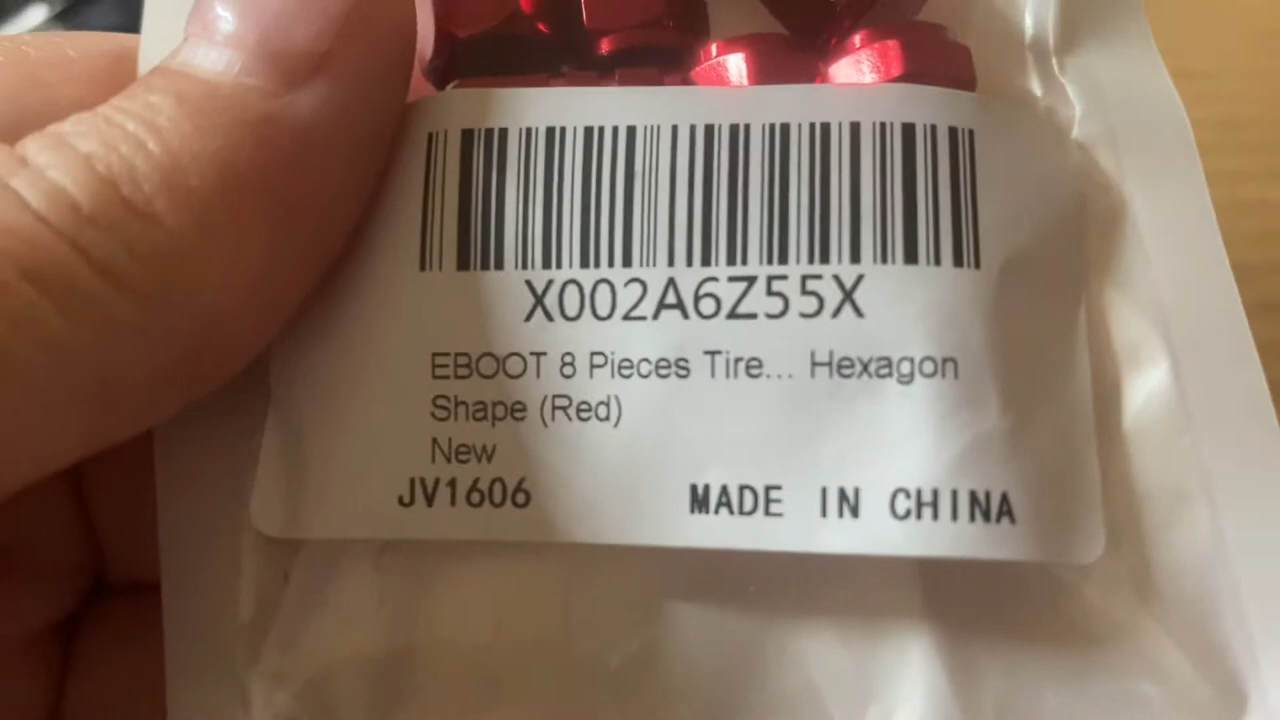 X002A6Z55X
EBOOT 8 Pieces Tire... Hexagon
Shape (Red)
New
JV1606 MADE IN CHINA